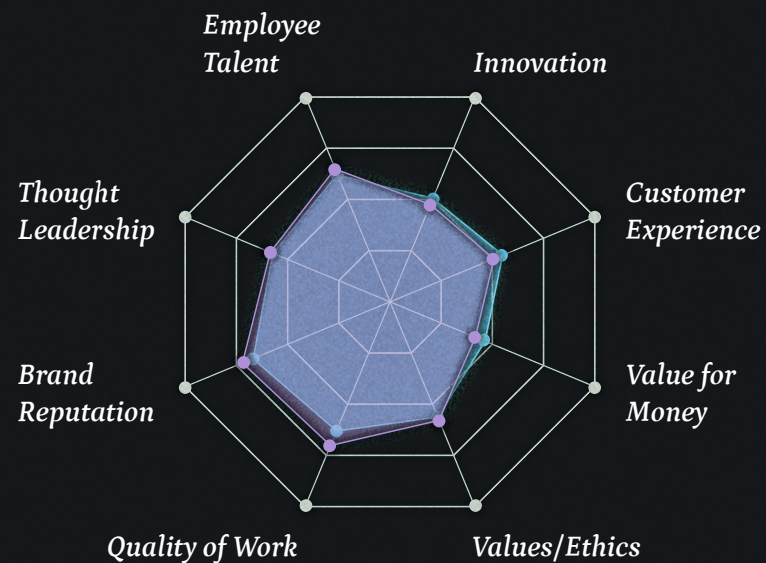 Employee
Talent
Innovation
Thought
Leadership
Customer
Experience
Brand
Reputation
Value for
Money
Quality of Work
Values/Ethics